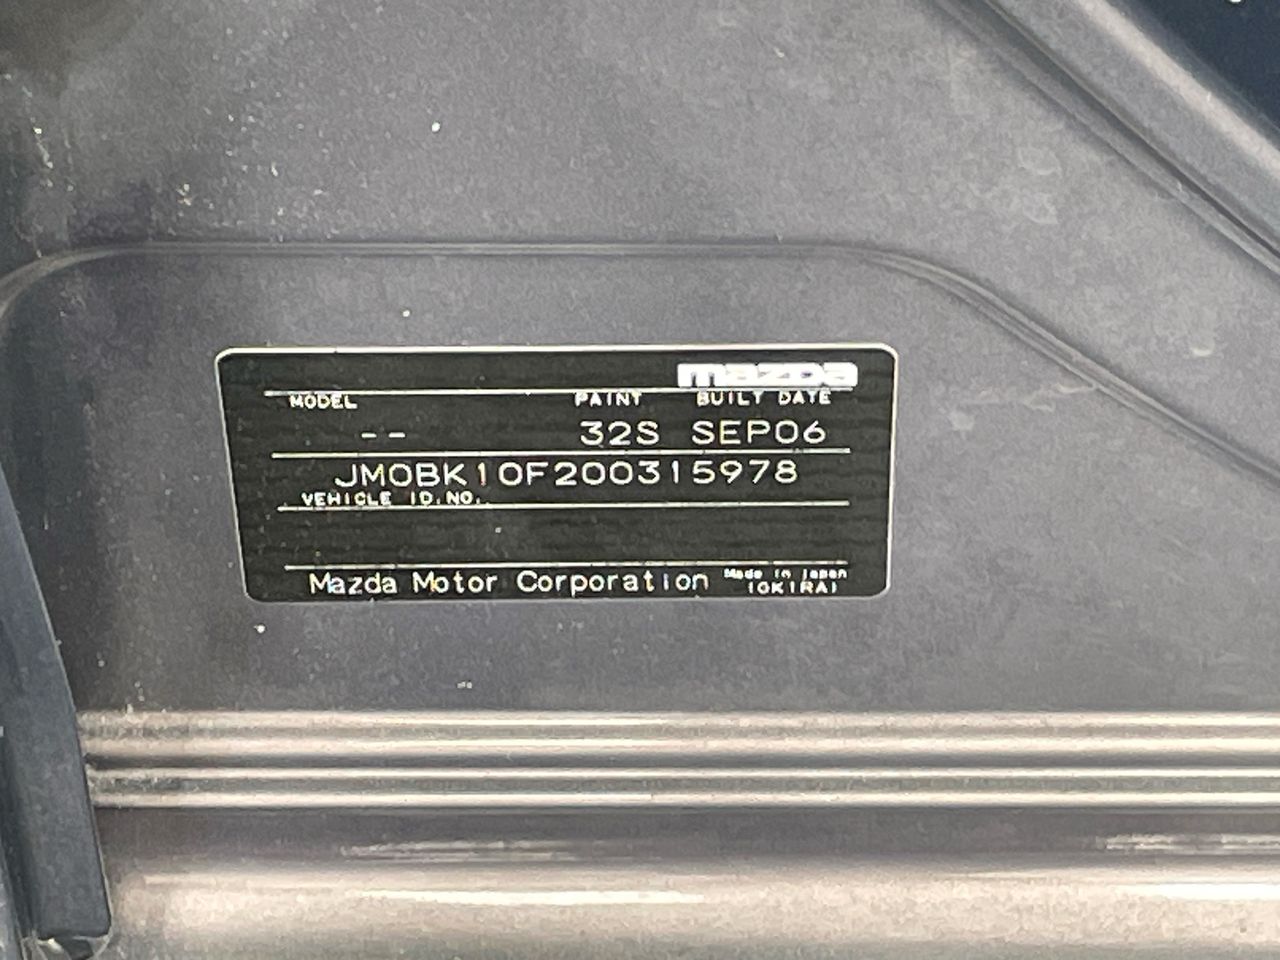 mazda
MODEL PAINT BUILT DATE
-- 32S SEP06
JM0BK10F200315978
VEHICLE ID.NO.
Mazda Motor Corporation Made in Japan
(OKIRAI)